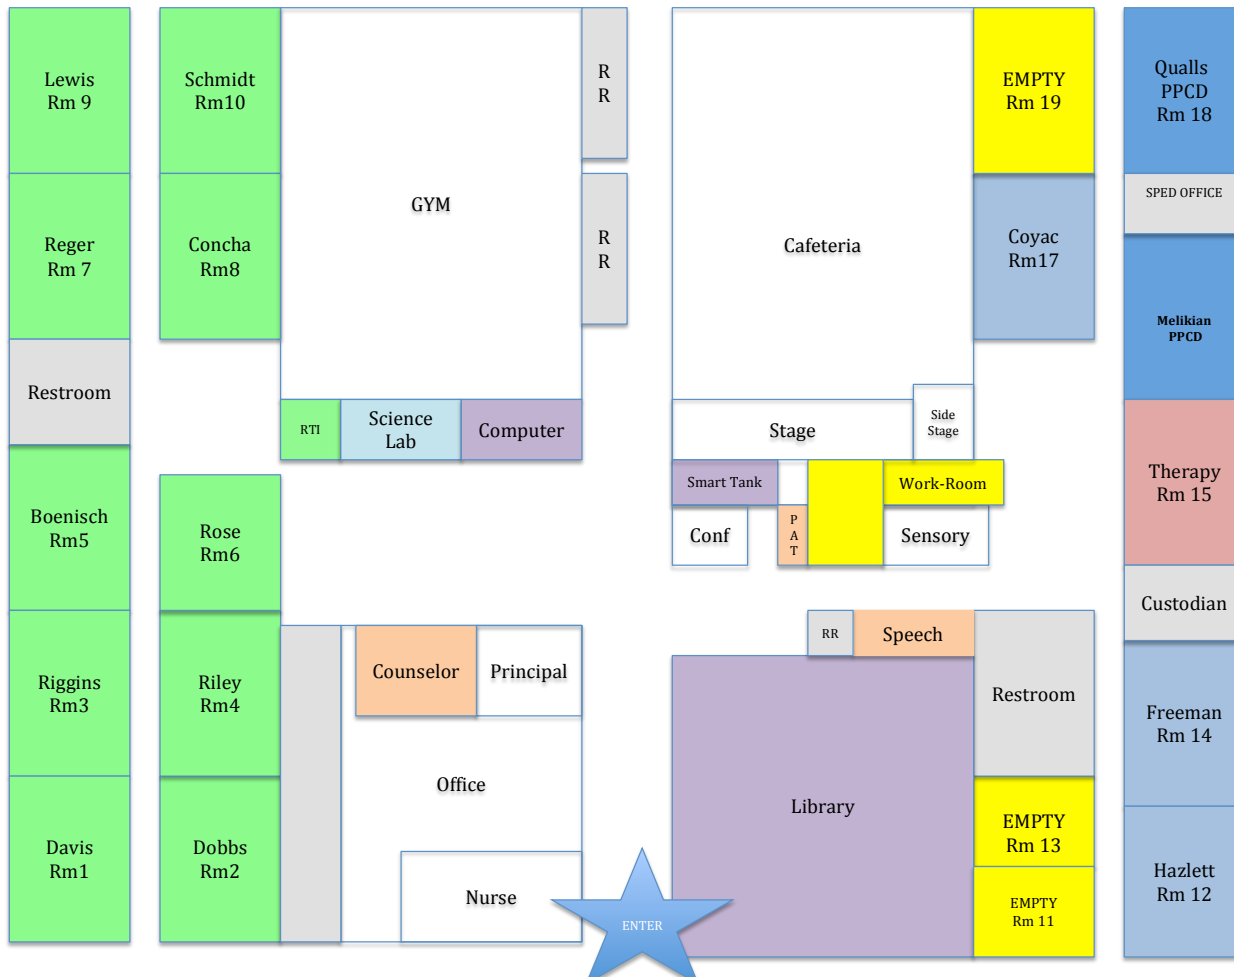 Lewis
Rm 9
Schmidt
Rm10
GYM
R
R
Cafeteria
EMPTY
Rm 19
Qualls
PPCD
Rm 18
SPED OFFICE
Reger
Rm 7
Concha
Rm8
R
R
Coyac
Rm17
Melikian
PPCD
Restroom
RTI
Science
Lab
Computer
Stage
Side
Stage
Therapy
Rm 15
Smart Tank
Work-Room
Boenisch
Rm5
Rose
Rm6
Conf
P
A
T
Sensory
Custodian
RR
Speech
Riggins
Rm3
Riley
Rm4
Counselor
Principal
Restroom
Freeman
Rm 14
Office
Library
EMPTY
Rm 13
Davis
Rm1
Dobbs
Rm2
Nurse
ENTER
EMPTY
Rm 11
Hazlett
Rm 12